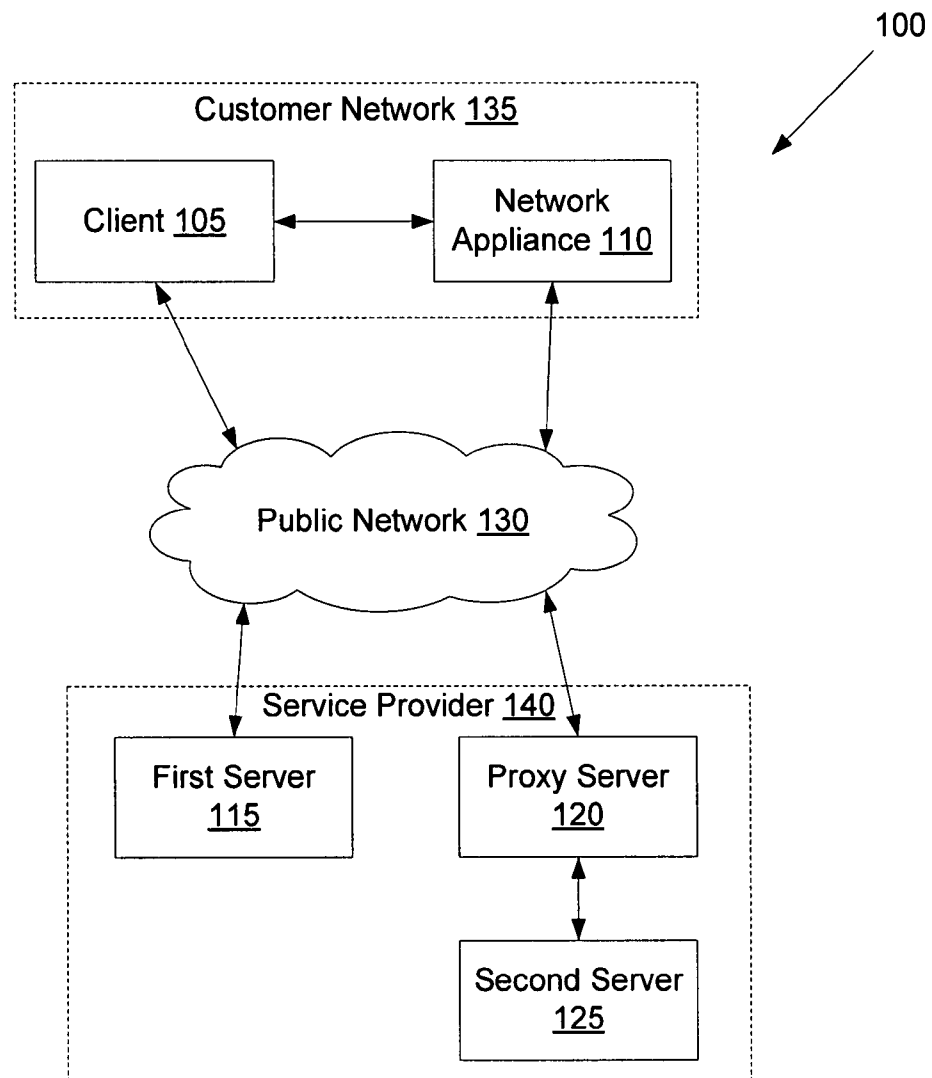 100
Customer Network 135
Client 105
Network
Appliance 110
Public Network 130
Service Provider 140
First Server
115
Proxy Server
120
Second Server
125